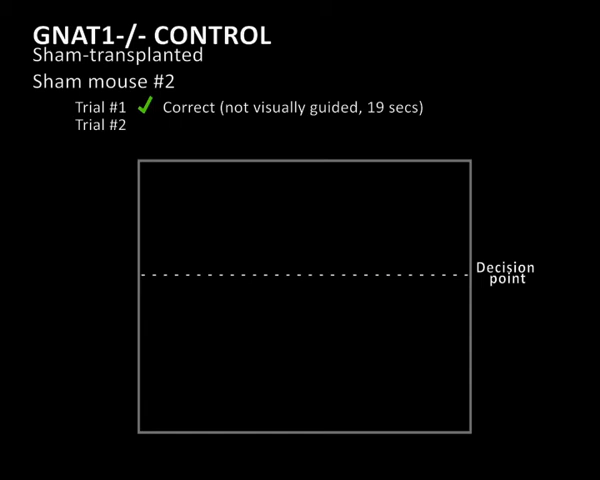 GNAT1-/- CONTROL
Sham-transplanted
Sham mouse #2
Trial #1 ✓ Correct (not visually guided, 19 secs)
Trial #2
Decision
point